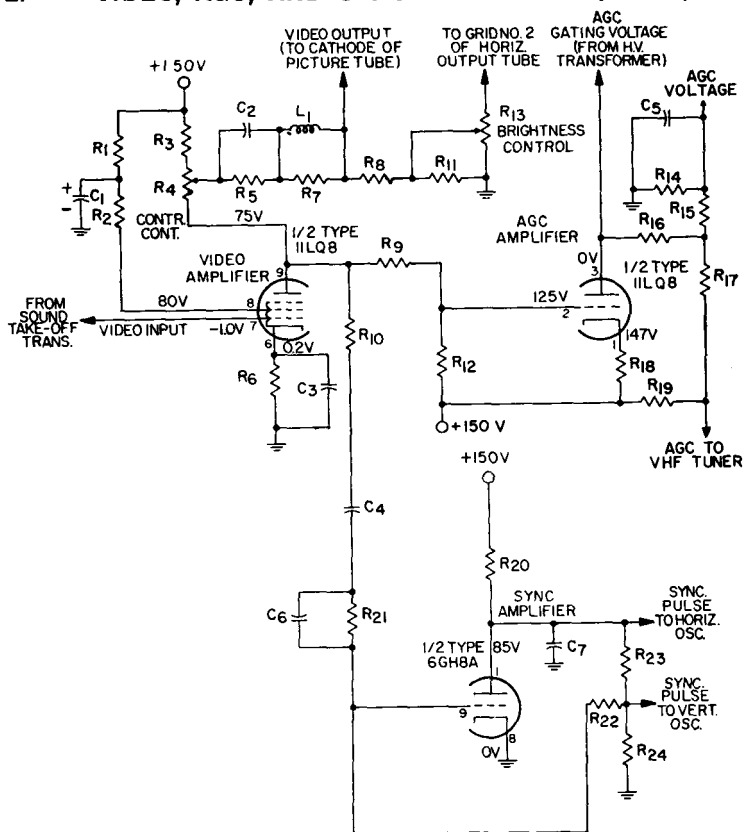 VIDEO OUTPUT
(TO CATHODE OF
PICTURE TUBE)
TO GRID NO. 2
OF HORIZ.
OUTPUT TUBE
AGC
GATING VOLTAGE
(FROM H.V.
TRANSFORMER)
AGC
VOLTAGE
+150V
C2
L1
R13
BRIGHTNESS
CONTROL
C5
R1
R3
R4
R5
R7
R8
R11
R14
R15
R16
C1
+
-
R2
CONTR.
CONT.
75V
1/2 TYPE
11LQ8
VIDEO
AMPLIFIER
9
R9
AGC
AMPLIFIER
0V
3
1/2 TYPE
11LQ8
R17
FROM
SOUND
TAKE-OFF
TRANS.
80V
8
VIDEO INPUT
-1.0V
7
6
0.2V
R10
125V
2
147V
1
R18
R6
C3
R12
R19
+150 V
AGC TO
VHF TUNER
+150V
C4
R20
C6
R21
SYNC
AMPLIFIER
1/2 TYPE
6GH8A
85V
1
C7
SYNC.
PULSE
TO HORIZ.
OSC.
R23
9
8
0V
R22
SYNC.
PULSE
TO VERT.
OSC.
R24